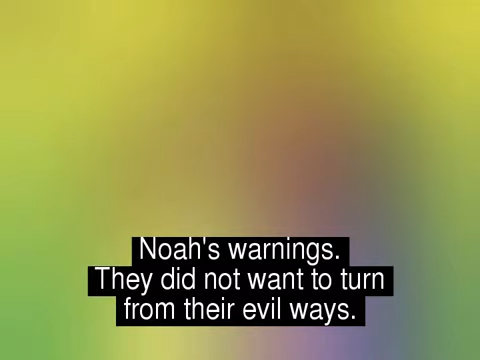 Noah's warnings.
They did not want to turn
from their evil ways.